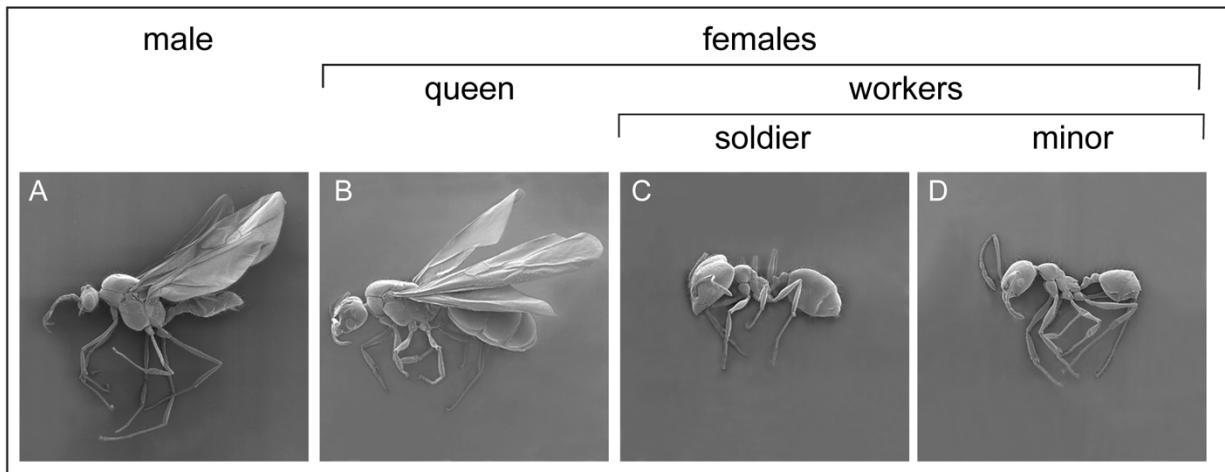 male
females
queen
workers
soldier
minor
A
B
C
D